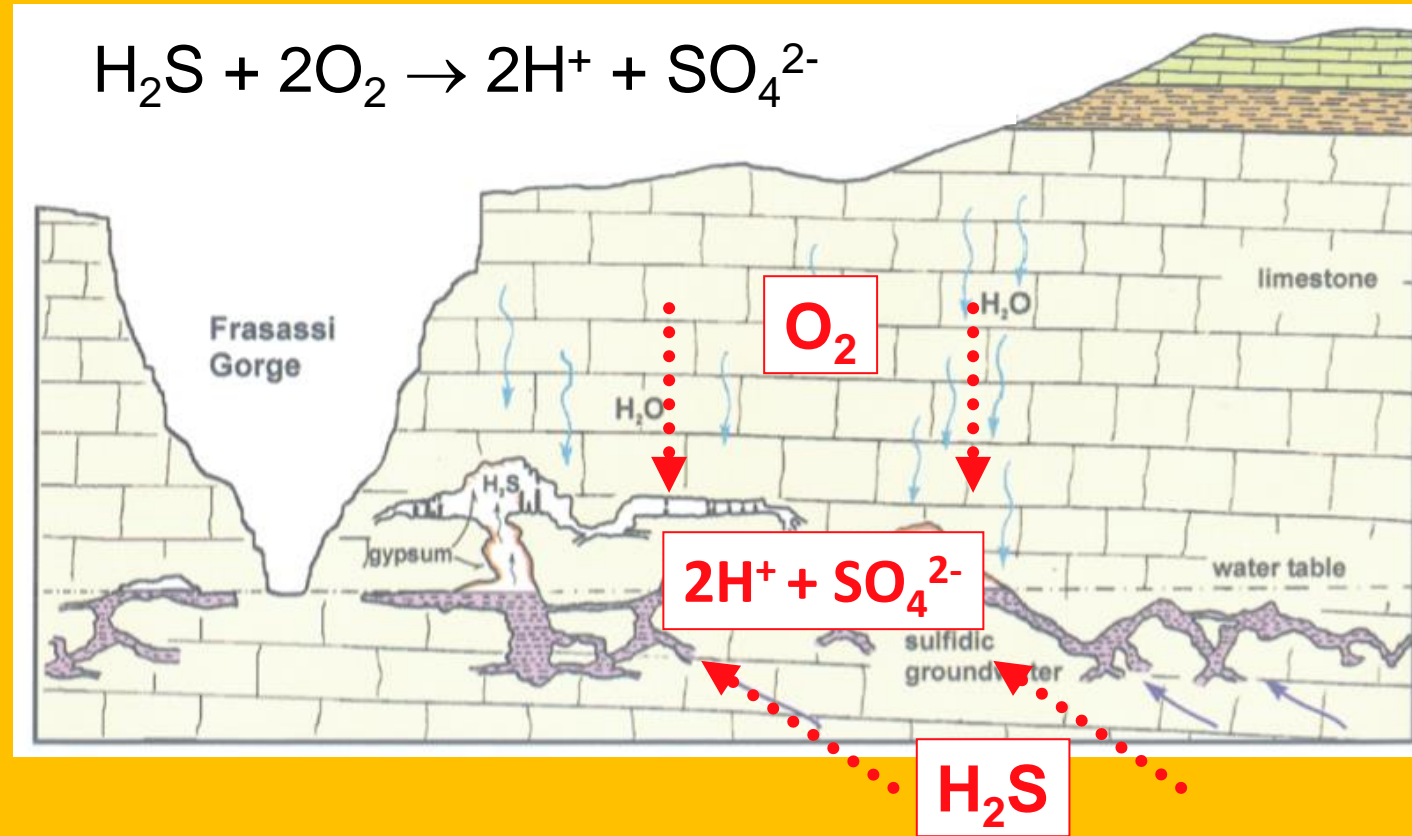 H₂S + 2O₂ → 2H⁺ + SO₄²⁻
limestone
H₂O
O₂
Frasassi
Gorge
H₂O
H₂S
gypsum
2H⁺ + SO₄²⁻
water table
sulfidic
groundwater
H₂S